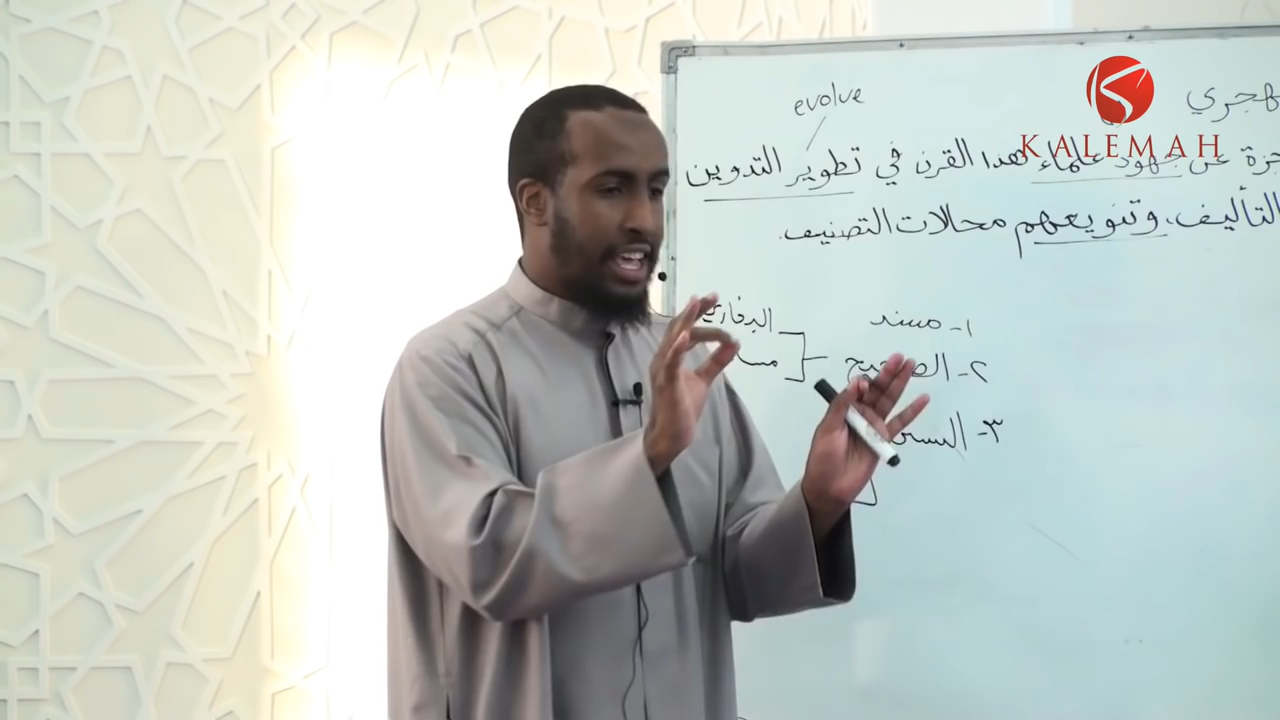 evolve
KALEMAH
هجري
جهود علماء هذا القرن في تطوير التدوين
التأليف، وتنويعهم مجالات التصنيف.
١- مسند
البخاري
٢- الصحيح
٣- السنن